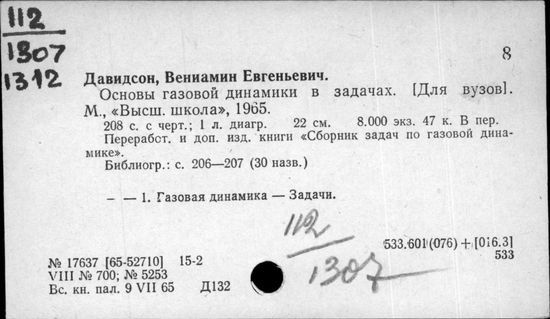 112
1307
1312
8
Давидсон, Вениамин Евгеньевич.
Основы газовой динамики в задачах. [Для вузов].
М., «Высш. школа», 1965.
208 с. с черт.; 1 л. диагр. 22 см. 8.000 экз. 47 к. В пер.
Переработ. и доп. изд. книги «Сборник задач по газовой дина-
мике».
Библиогр.: с. 206—207 (30 назв.)
— — 1. Газовая динамика — Задачи.
112
1307
533.601(076) + [016.3]
533
№ 17637 [65-52710] 15-2
VIII № 700; № 5253
Вс. кн. пал. 9 VII 65 Д132